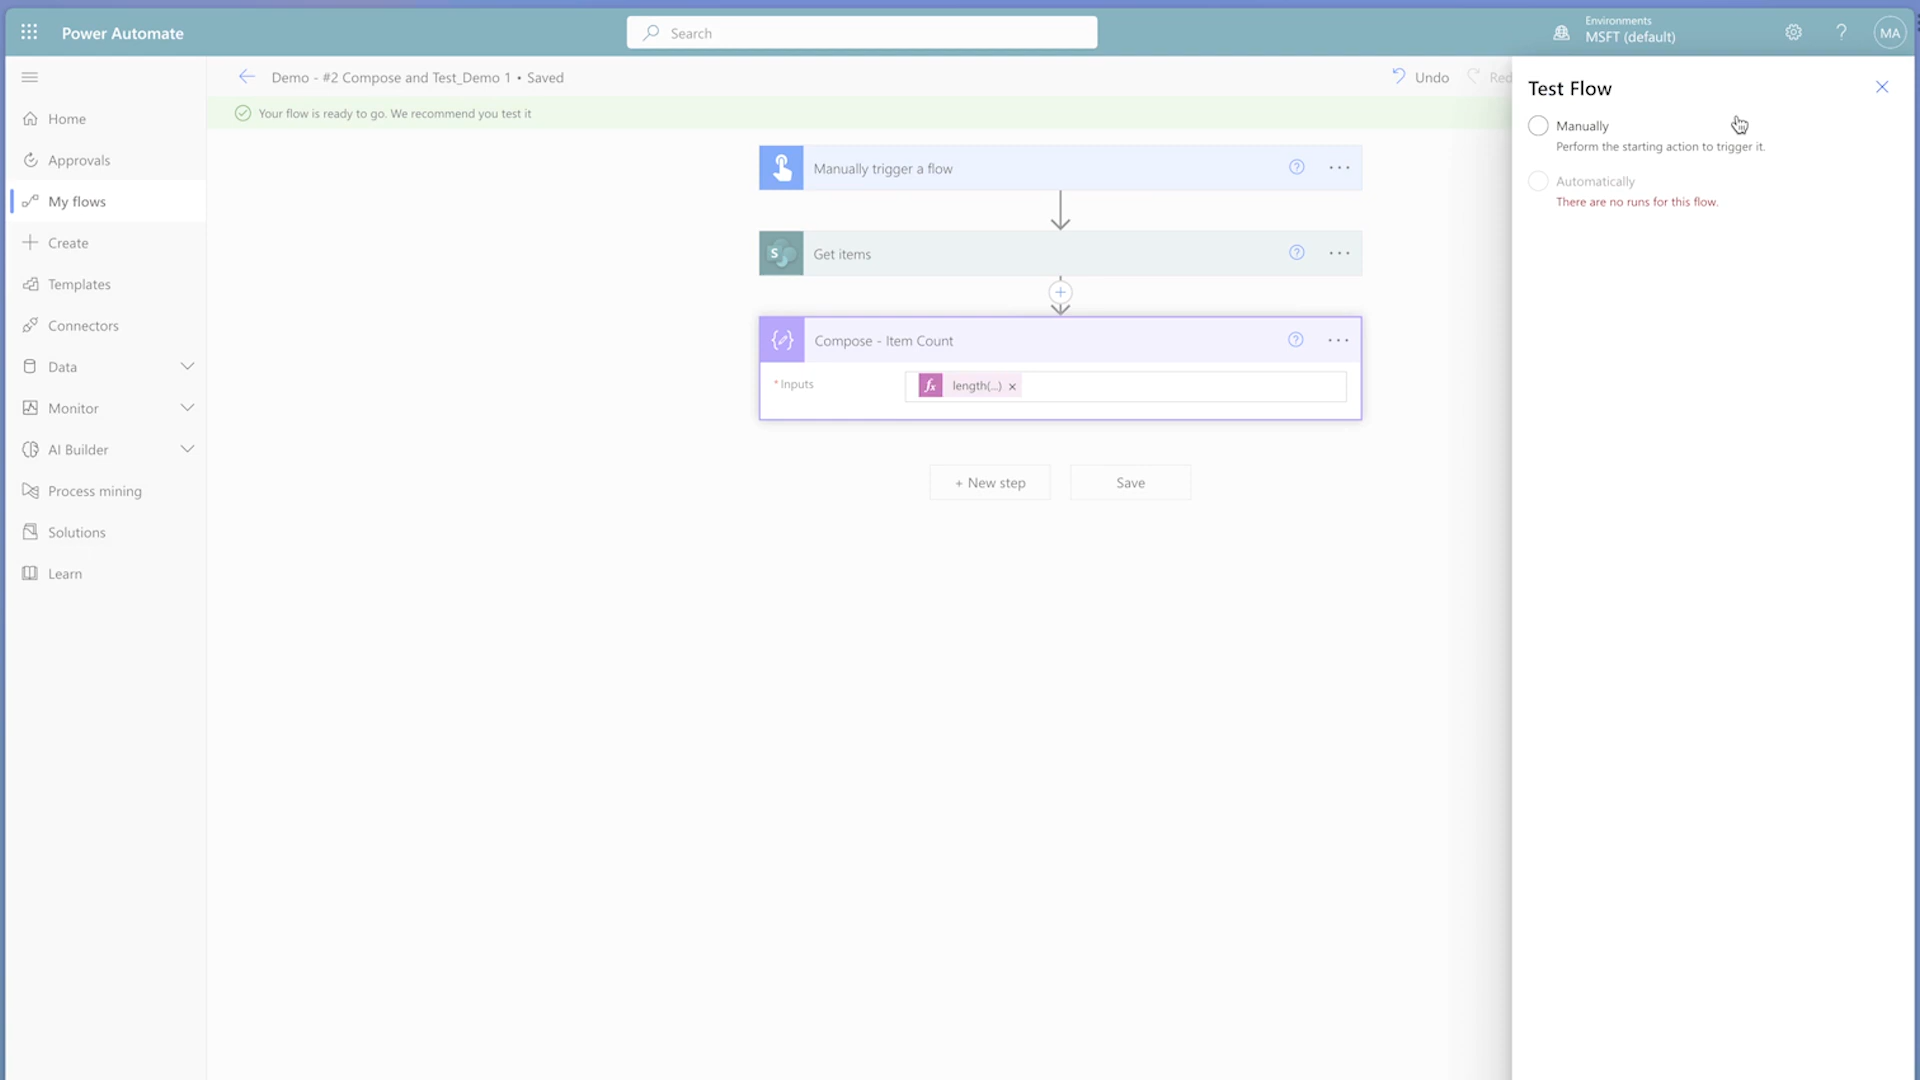 Power Automate
Search
Environments
MSFT (default)
MA
Demo - #2 Compose and Test_Demo 1 • Saved
Undo
Red
Your flow is ready to go. We recommend you test it
Home
Approvals
My flows
Create
Templates
Connectors
Data
Monitor
AI Builder
Process mining
Solutions
Learn
Manually trigger a flow
S
Get items
Compose - Item Count
* Inputs
fx length(...) ×
+ New step
Save
Test Flow
Manually
Perform the starting action to trigger it.
Automatically
There are no runs for this flow.